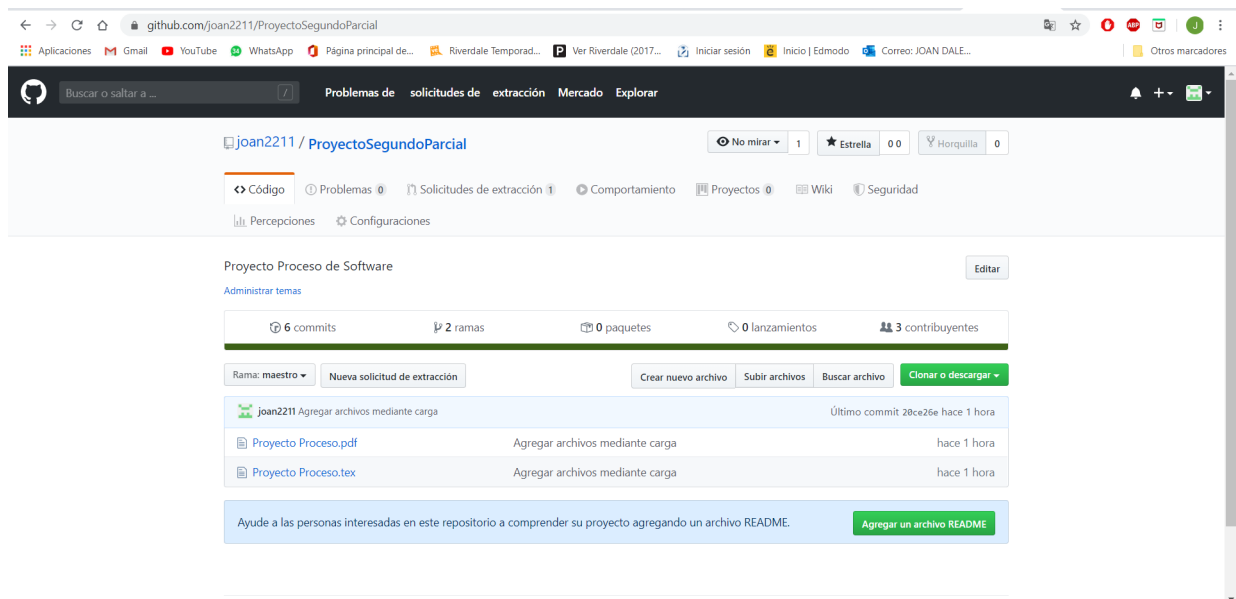 github.com/joan2211/ProyectoSegundoParcial
Aplicaciones Gmail YouTube WhatsApp Página principal de... Riverdale Temporad... Ver Riverdale (2017... Iniciar sesión Inicio | Edmodo Correo: JOAN DALE... Otros marcadores
Buscar o saltar a ... / Problemas de solicitudes de extracción Mercado Explorar
joan2211 / ProyectoSegundoParcial No mirar 1 Estrella 0 0 Horquilla 0
Código Problemas 0 Solicitudes de extracción 1 Comportamiento Proyectos 0 Wiki Seguridad
Percepciones Configuraciones
Proyecto Proceso de Software Editar
Administrar temas
6 commits 2 ramas 0 paquetes 0 lanzamientos 3 contribuyentes
Rama: maestro Nueva solicitud de extracción Crear nuevo archivo Subir archivos Buscar archivo Clonar o descargar
joan2211 Agregar archivos mediante carga Último commit 20ce26e hace 1 hora
Proyecto Proceso.pdf Agregar archivos mediante carga hace 1 hora
Proyecto Proceso.tex Agregar archivos mediante carga hace 1 hora
Ayude a las personas interesadas en este repositorio a comprender su proyecto agregando un archivo README. Agregar un archivo README